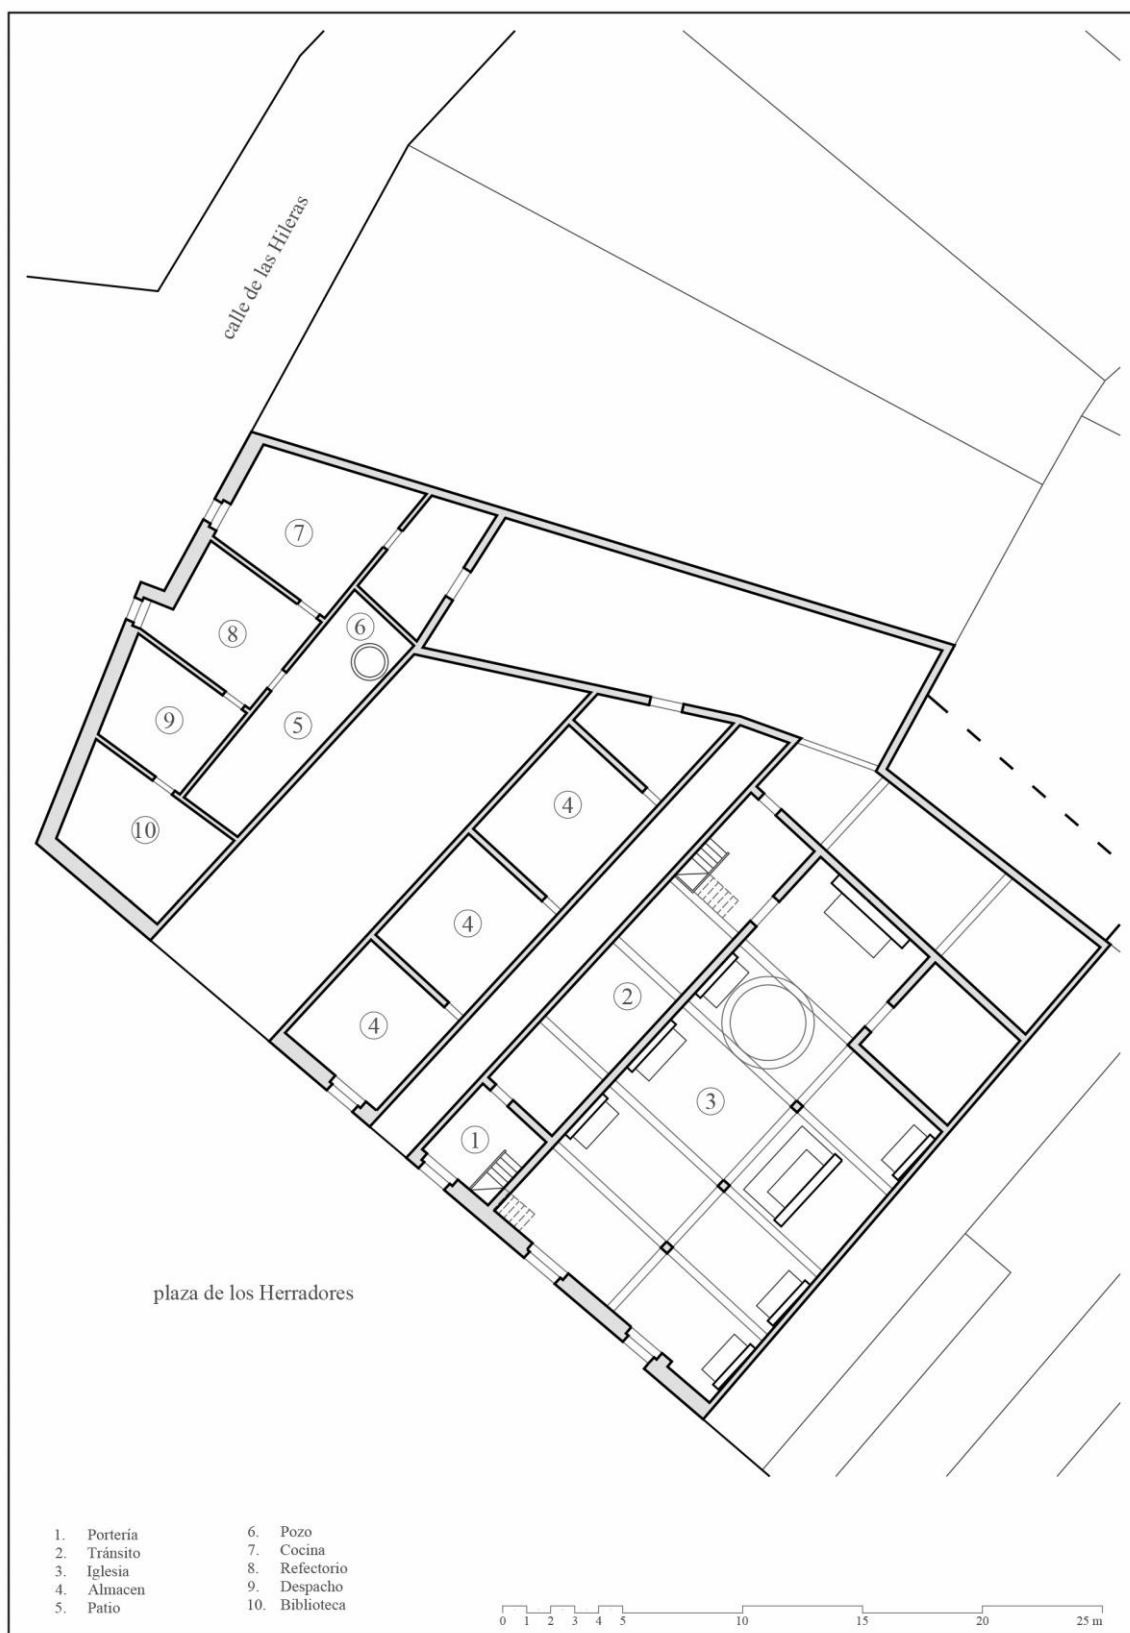 calle de las Hileras
7
8
6
9
5
4
10
4
2
4
3
1
plaza de los Herradores
1. Portería
2. Tránsito
3. Iglesia
4. Almacen
5. Patio
6. Pozo
7. Cocina
8. Refectorio
9. Despacho
10. Biblioteca
0 1 2 3 4 5 10 15 20 25 m